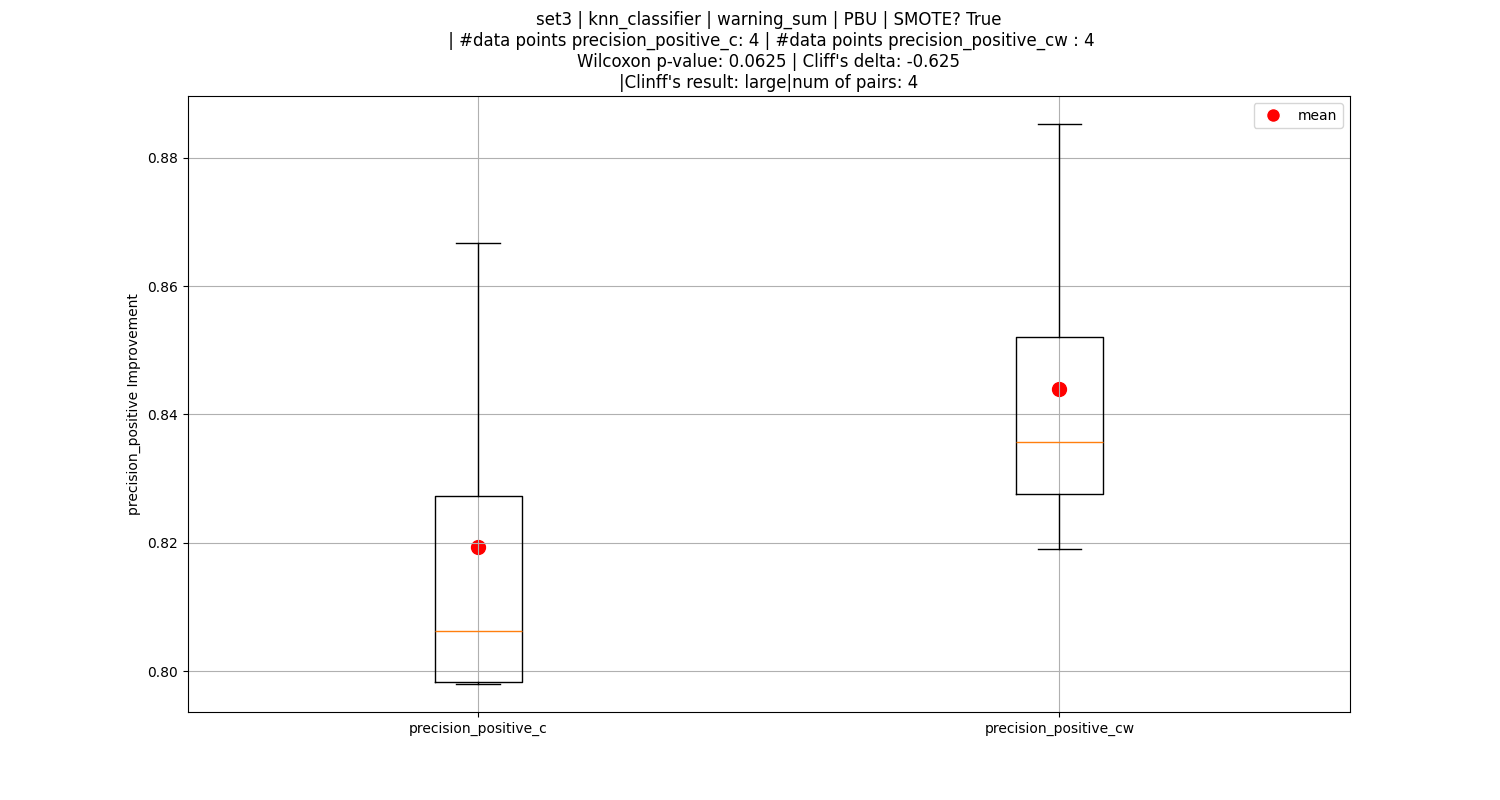 set3 | knn_classifier | warning_sum | PBU | SMOTE? True
| #data points precision_positive_c: 4 | #data points precision_positive_cw : 4
Wilcoxon p-value: 0.0625 | Cliff's delta: -0.625
|Clinff's result: large|num of pairs: 4
mean
0.88
0.86
0.84
0.82
0.80
precision_positive Improvement
precision_positive_c
precision_positive_cw